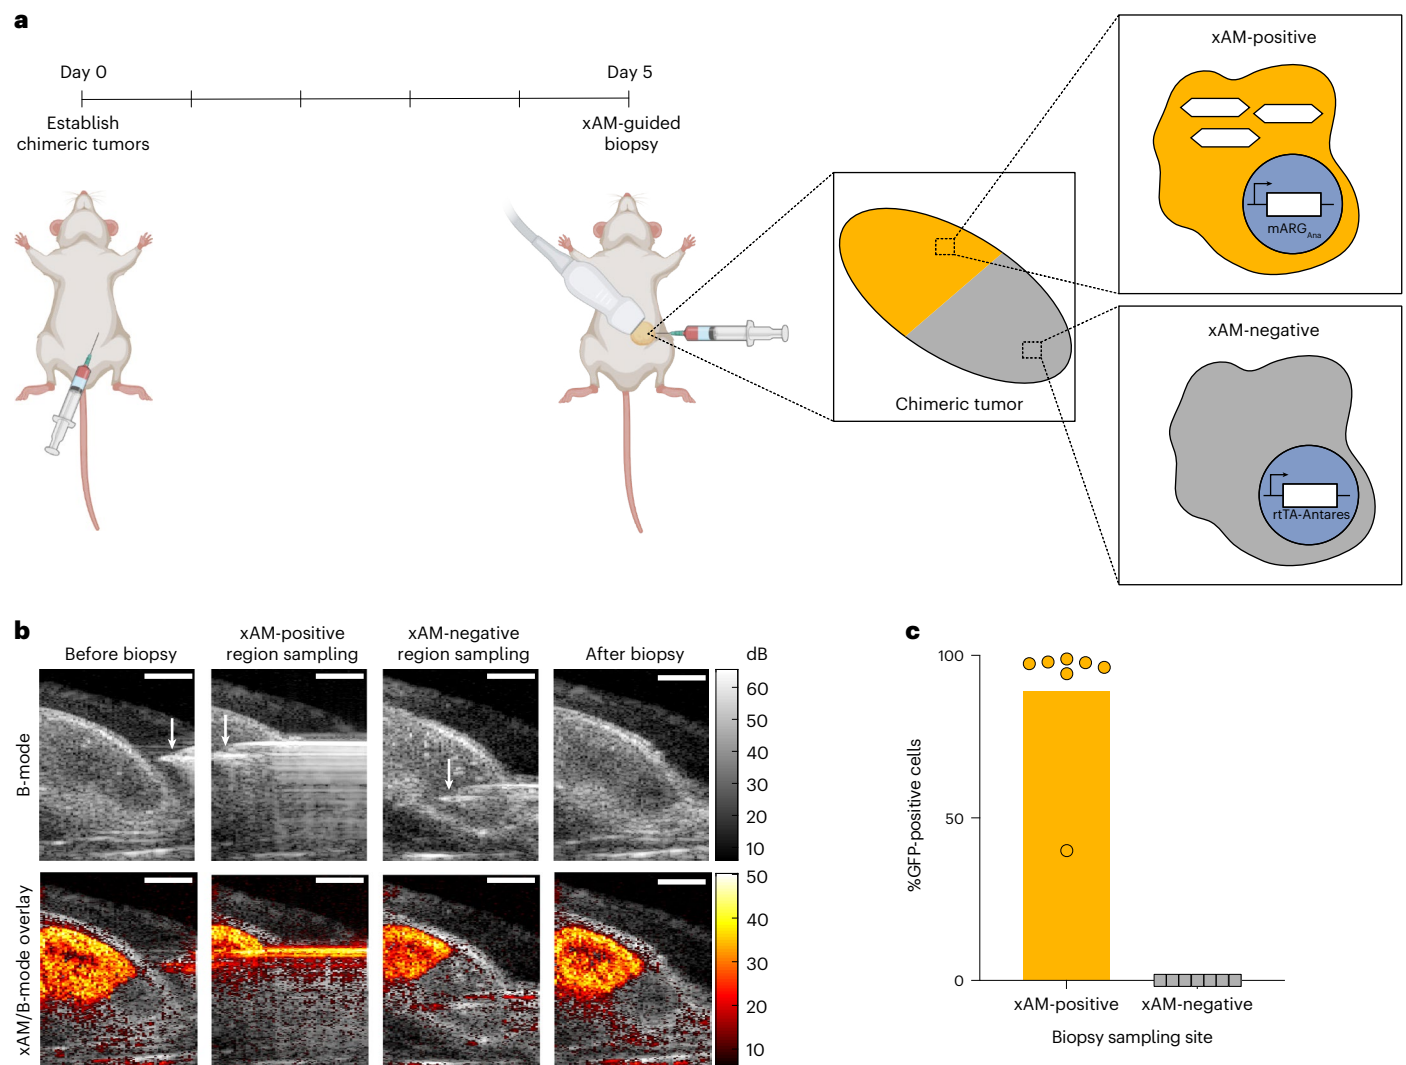 a
Day 0
Day 5
Establish
chimeric tumors
xAM-guided
biopsy
Chimeric tumor
xAM-positive
mARG Ana
xAM-negative
rtTA-Antares
b
Before biopsy
xAM-positive
region sampling
xAM-negative
region sampling
After biopsy
dB
B-mode
60
50
40
30
20
10
xAM/B-mode overlay
50
40
30
20
10
c
%GFP-positive cells
100
50
0
xAM-positive
xAM-negative
Biopsy sampling site